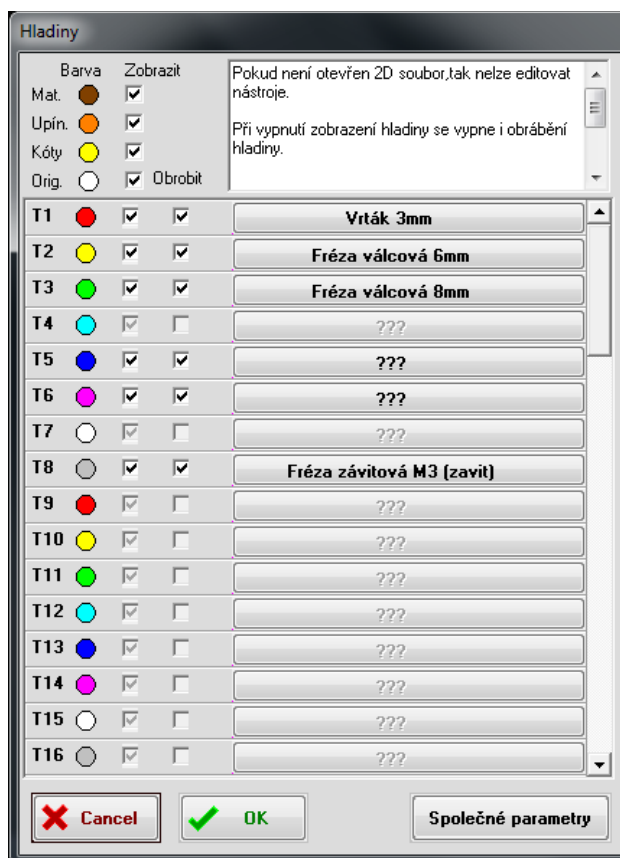 Hladiny
Barva Zobrazit
Mat.
Upín.
Kóty
Orig. Obrobit
Pokud není otevřen 2D soubor,tak nelze editovat
nástroje.
Při vypnutí zobrazení hladiny se vypne i obrábění
hladiny.
T1 Vrták 3mm
T2 Fréza válcová 6mm
T3 Fréza válcová 8mm
T4 ???
T5 ???
T6 ???
T7 ???
T8 Fréza závitová M3 (zavit)
T9 ???
T10 ???
T11 ???
T12 ???
T13 ???
T14 ???
T15 ???
T16 ???
Cancel OK Společné parametry